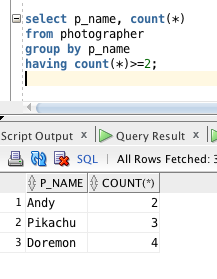 select p_name, count(*)
from photographer
group by p_name
having count(*)>=2;
Script Output × Query Result ×
SQL | All Rows Fetched: 3
P_NAME COUNT(*)
1 Andy 2
2 Pikachu 3
3 Doremon 4